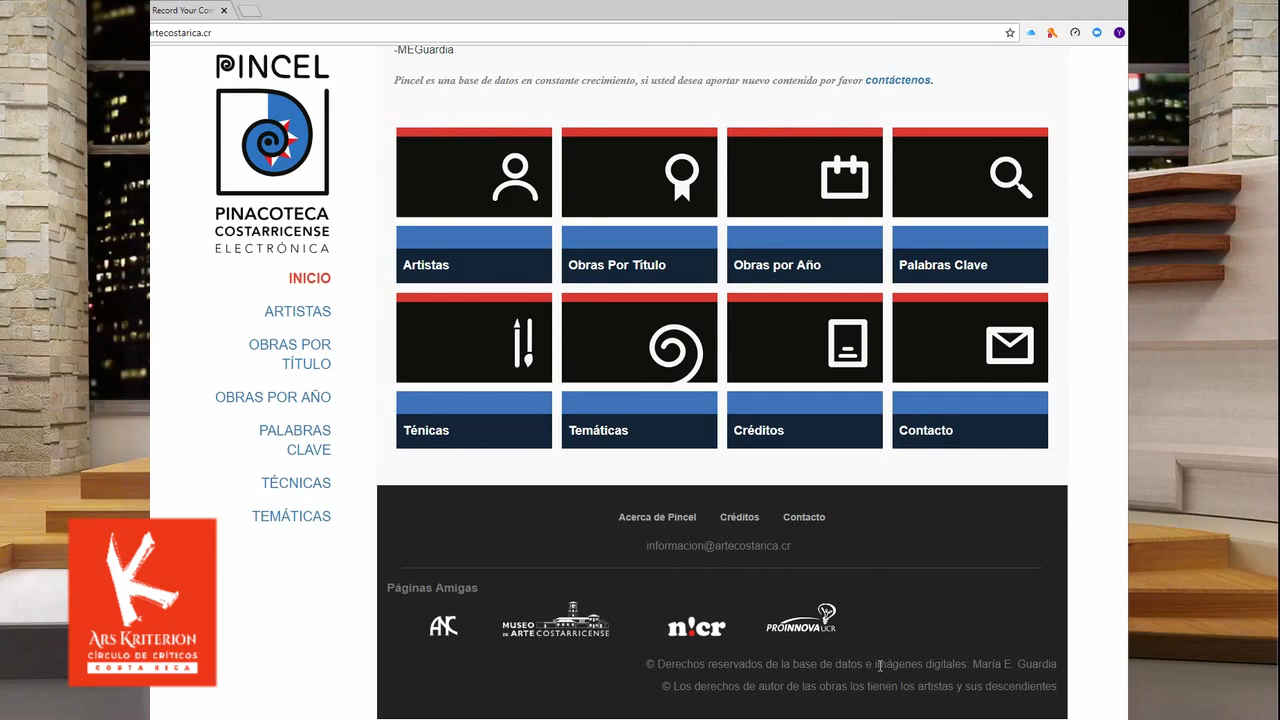 Record Your Com
artecostarica.cr
-MEGuardia
Pincel es una base de datos en constante crecimiento, si usted desea aportar nuevo contenido por favor contáctenos.
PINCEL
PINACOTECA
COSTARRICENSE
ELECTRÓNICA
INICIO
ARTISTAS
OBRAS POR
TÍTULO
OBRAS POR AÑO
PALABRAS
CLAVE
TÉCNICAS
TEMÁTICAS
Artistas
Obras Por Título
Obras por Año
Palabras Clave
Ténicas
Temáticas
Créditos
Contacto
Acerca de Pincel Créditos Contacto
informacion@artecostarica.cr
Páginas Amigas
ANC
MUSEO
DE ARTE COSTARRICENSE
n!cr
PROINNOVA UCR
© Derechos reservados de la base de datos e imágenes digitales: María E. Guardia
© Los derechos de autor de las obras los tienen los artistas y sus descendientes
K
ARS KRITERION
CÍRCULO DE CRÍTICOS
COSTA RICA